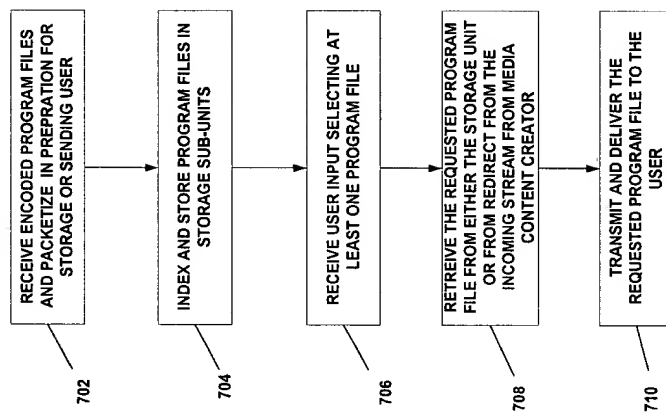 RECEIVE ENCODED PROGRAM FILES
AND PACKETIZE IN PREPRATION FOR
STORAGE OR SENDING USER
702
INDEX AND STORE PROGRAM FILES IN
STORAGE SUB-UNITS
704
RECEIVE USER INPUT SELECTING AT
LEAST ONE PROGRAM FILE
706
RETREIVE THE REQUESTED PROGRAM
FILE FROM EITHER THE STORAGE UNIT
OR FROM REDIRECT FROM THE
INCOMING STREAM FROM MEDIA
CONTENT CREATOR
708
TRANSMIT AND DELIVER THE
REQUESTED PROGRAM FILE TO THE
USER
710